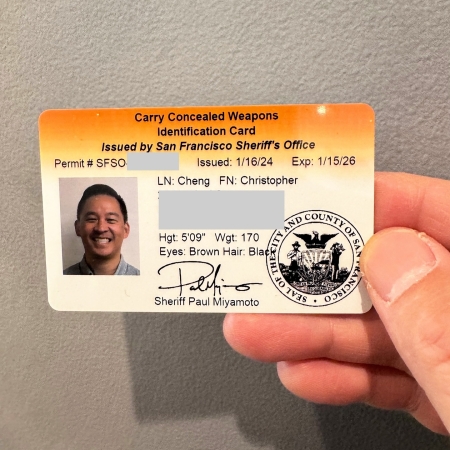 Carry Concealed Weapons
Identification Card
Issued by San Francisco Sheriff's Office
Permit # SFSO- Issued: 1/16/24 Exp: 1/15/26
LN: Cheng FN: Christopher
Hgt: 5'09" Wgt: 170
Eyes: Brown Hair: Black
Sheriff Paul Miyamoto
SEAL OF THE CITY AND COUNTY OF SAN FRANCISCO